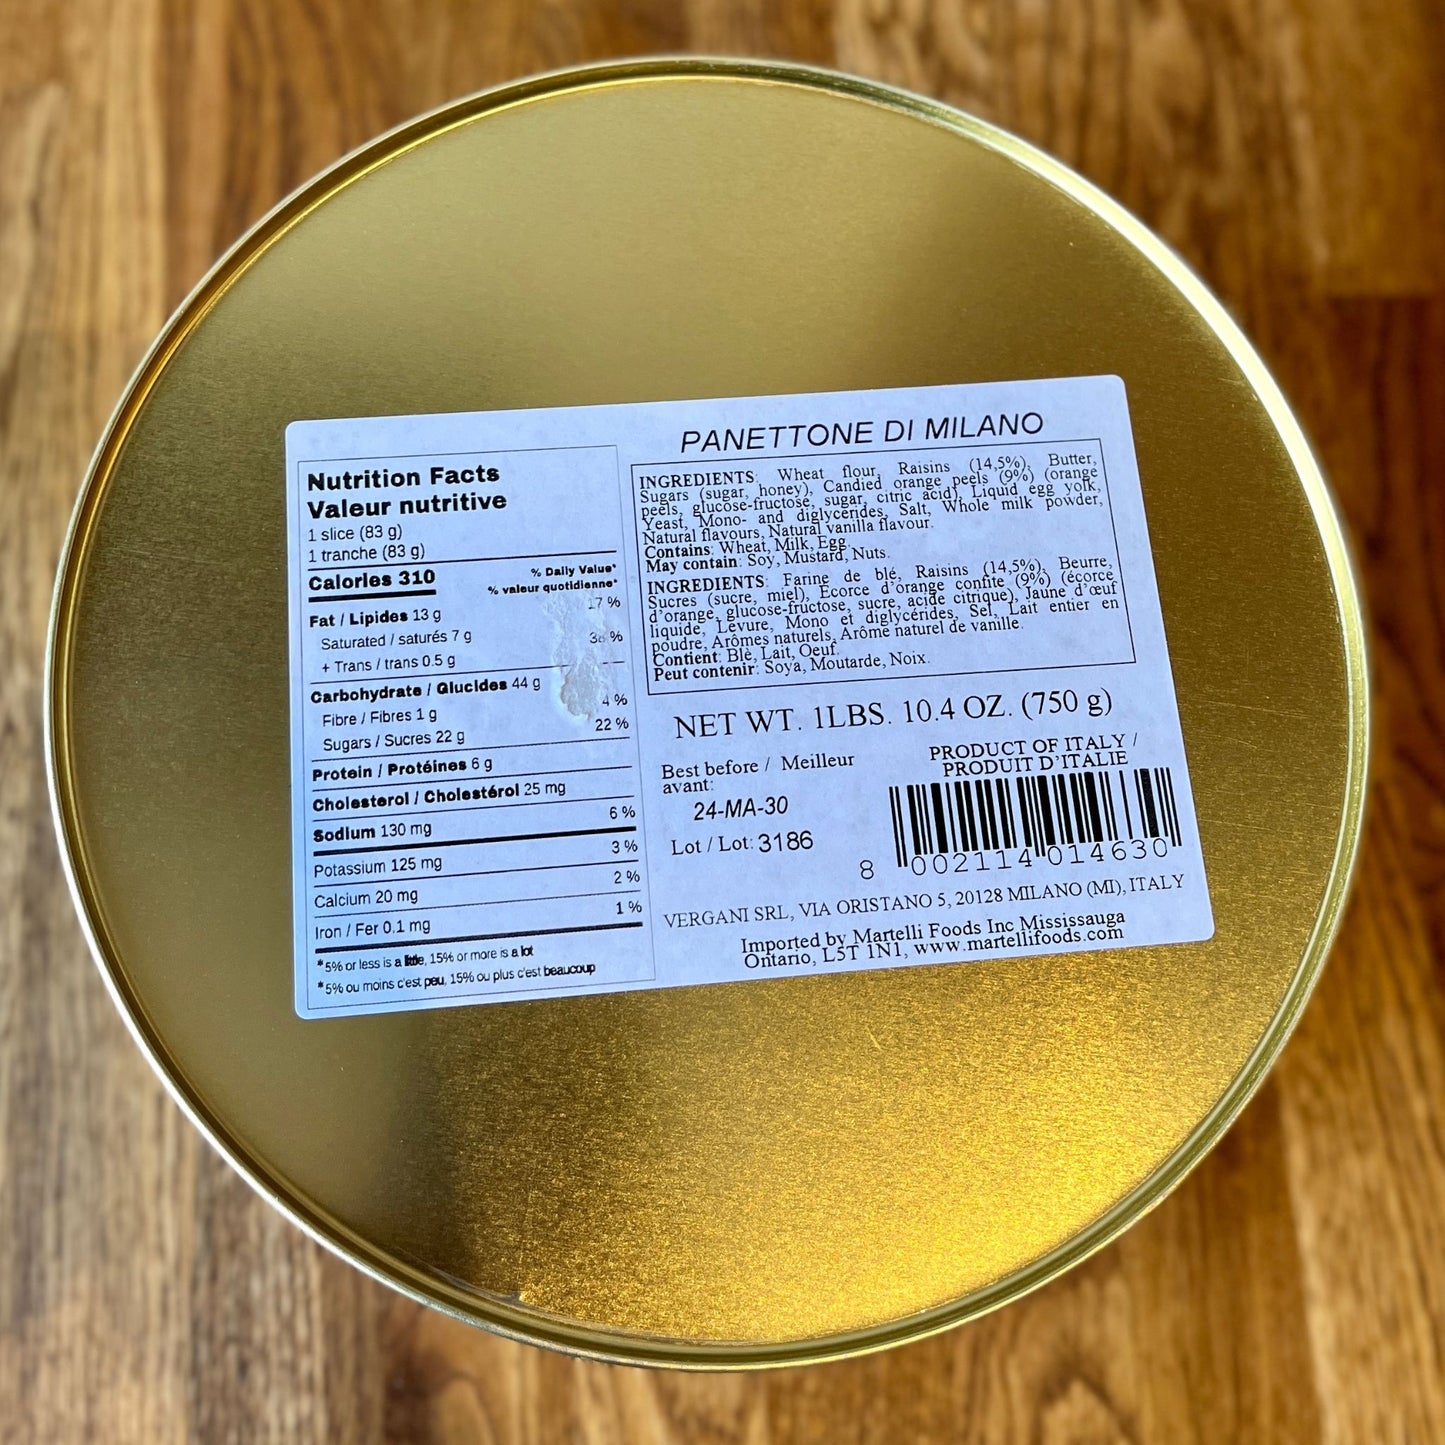 Nutrition Facts
Valeur nutritive
1 slice (83 g)
1 tranche (83 g)
Calories 310
% Daily Value*
% valeur quotidienne*
Fat / Lipides 13 g 17 %
Saturated / saturés 7 g
+ Trans / trans 0.5 g
Carbohydrate / Glucides 44 g
Fibre / Fibres 1 g 4 %
Sugars / Sucres 22 g 22 %
Protein / Protéines 6 g
Cholesterol / Cholestérol 25 mg
Sodium 130 mg 6 %
Potassium 125 mg 3 %
Calcium 20 mg 2 %
Iron / Fer 0.1 mg 1 %
*5% or less is a little, 15% or more is a lot
*5% ou moins c'est peu, 15% ou plus c'est beaucoup
PANETTONE DI MILANO
INGREDIENTS: Wheat flour, Raisins (14,5%), Butter,
Sugars (sugar, honey), Candied orange peels (9%) (orange
peels, glucose-fructose, sugar, citric acid), Liquid egg yolk,
Yeast, Mono- and diglycerides, Salt, Whole milk powder,
Natural flavours, Natural vanilla flavour.
Contains: Wheat, Milk, Egg.
May contain: Soy, Mustard, Nuts.
INGREDIENTS: Farine de blé, Raisins (14,5%), Beurre,
Sucres (sucre, miel), Ecorce d'orange confite (9%) (écorce
d'orange, glucose-fructose, sucre, acide citrique), Jaune d'œuf
liquide, Levure, Mono et diglycérides, Sel, Lait entier en
poudre, Arômes naturels, Arôme naturel de vanille.
Contient: Blè, Lait, Oeuf.
Peut contenir: Soya, Moutarde, Noix.
NET WT. 1LBS. 10.4 OZ. (750 g)
Best before / Meilleur
avant:
24-MA-30
Lot / Lot: 3186
PRODUCT OF ITALY /
PRODUIT D'ITALIE
8 002114 014630
VERGANI SRL, VIA ORISTANO 5, 20128 MILANO (MI), ITALY
Imported by Martelli Foods Inc Mississauga
Ontario, L5T 1N1, www.martellifoods.com